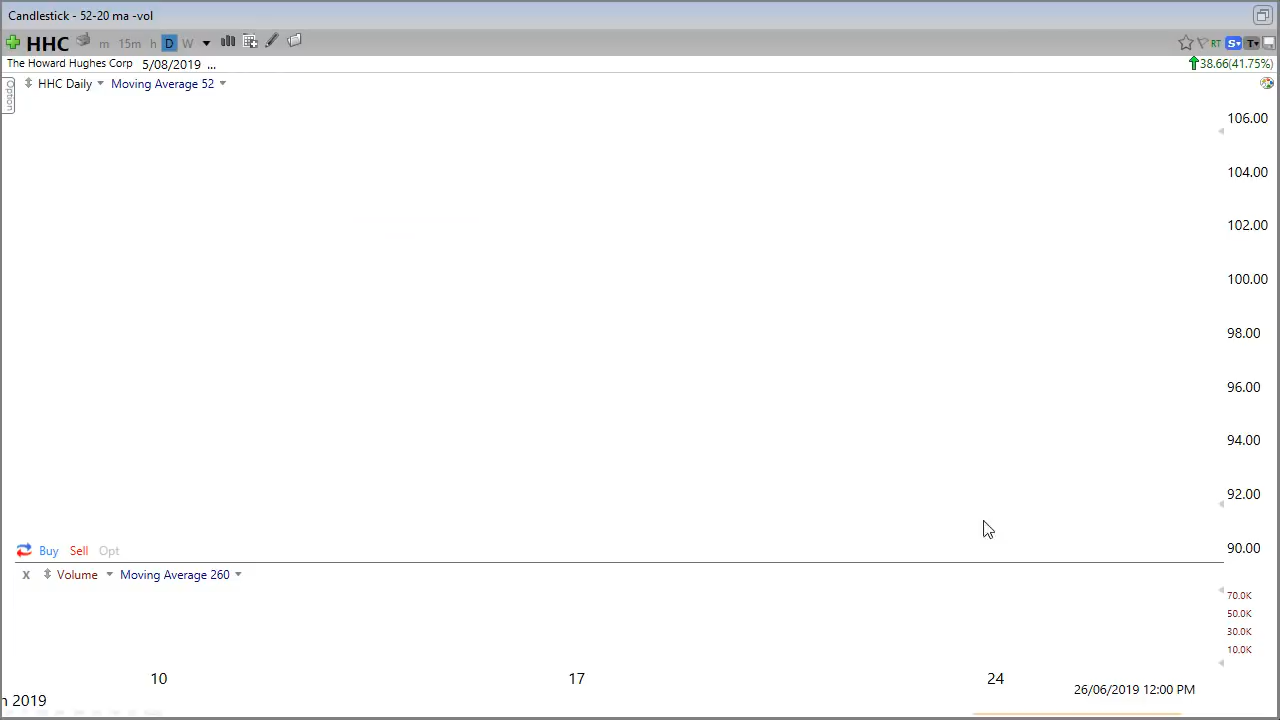 Candlestick - 52-20 ma -vol
HHC m 15m h D W RT S T
The Howard Hughes Corp 5/08/2019 ... 38.66(41.75%)
Option
HHC Daily Moving Average 52
106.00
104.00
102.00
100.00
98.00
96.00
94.00
92.00
90.00
Buy Sell Opt
x Volume Moving Average 260
70.0K
50.0K
30.0K
10.0K
10 17 24
26/06/2019 12:00 PM
n 2019